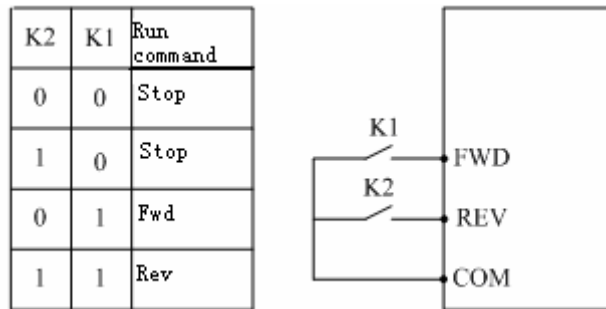 K2 K1 Run
command
0 0 Stop
1 0 Stop
0 1 Fwd
1 1 Rev
K1
FWD
K2
REV
COM